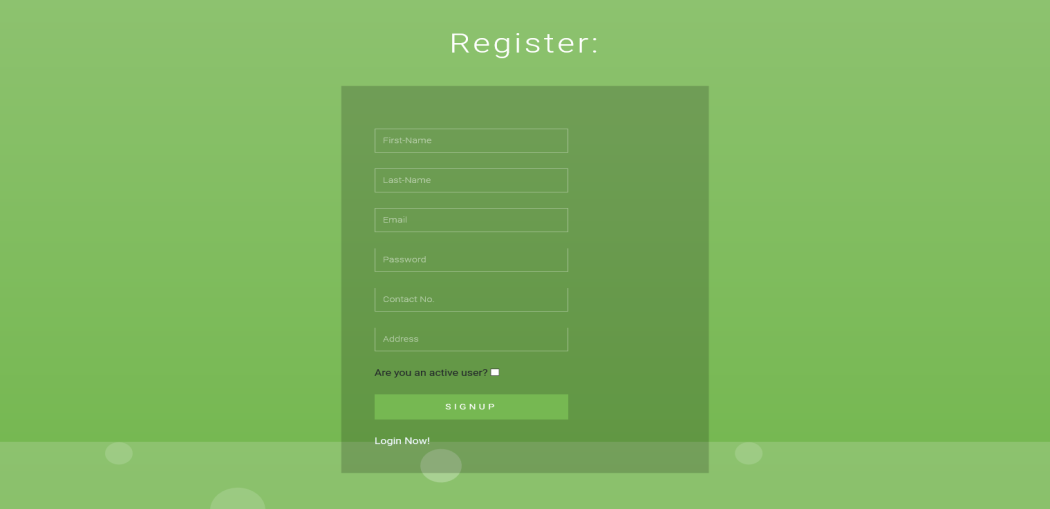 Register:
First-Name
Last-Name
Email
Password
Contact No.
Address
Are you an active user?
SIGNUP
Login Now!